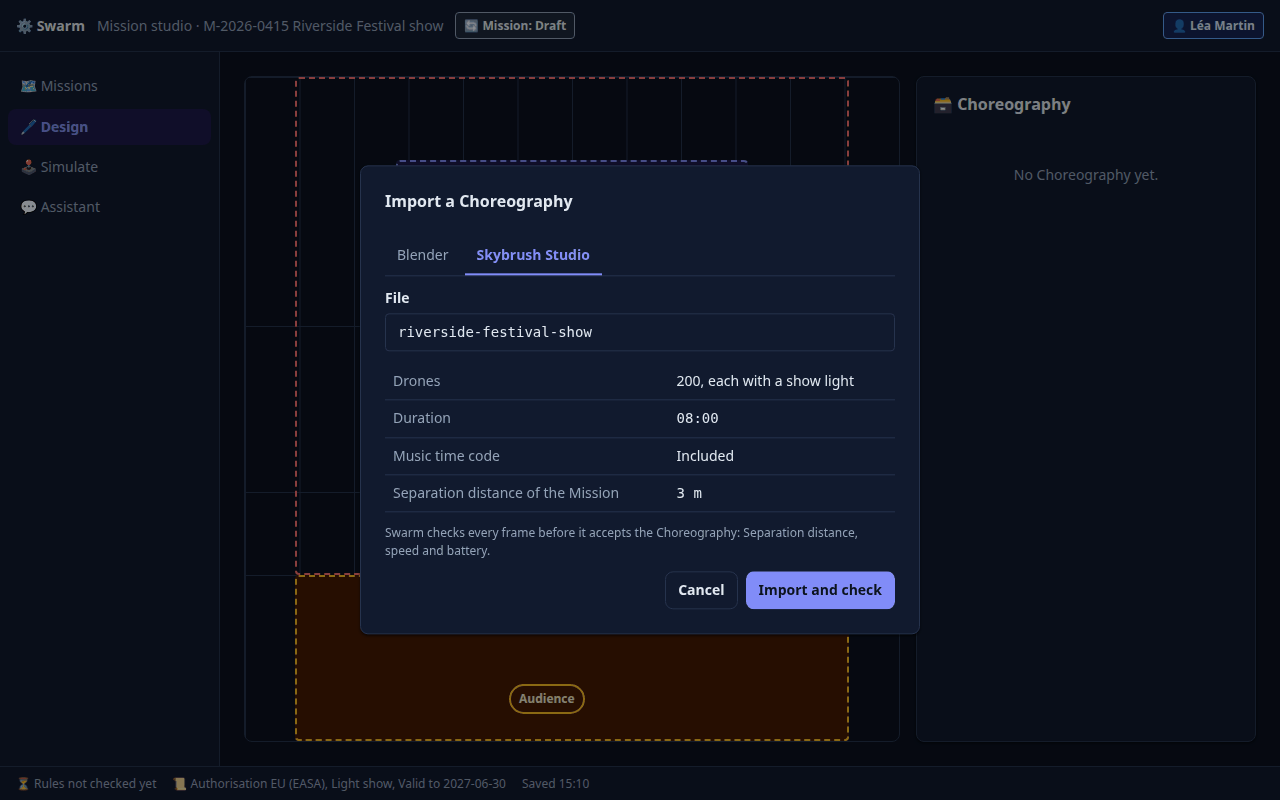 Swarm
Mission studio · M-2026-0415 Riverside Festival show
Mission: Draft
Léa Martin
Missions
Design
Simulate
Assistant
Choreography
No Choreography yet.
Import a Choreography
Blender
Skybrush Studio
File
riverside-festival-show
Drones
200, each with a show light
Duration
08:00
Music time code
Included
Separation distance of the Mission
3 m
Swarm checks every frame before it accepts the Choreography: Separation distance,
speed and battery.
Cancel
Import and check
Audience
Rules not checked yet
Authorisation EU (EASA), Light show, Valid to 2027-06-30
Saved 15:10